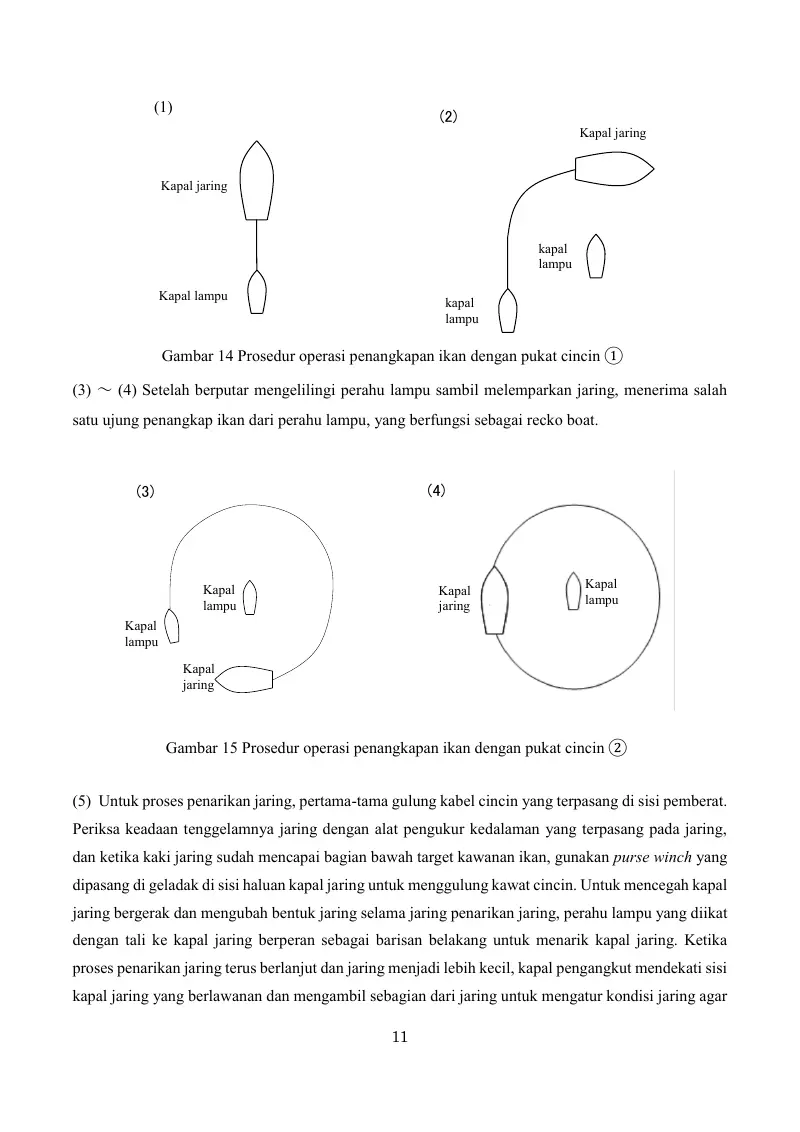 (1)
(2)
Kapal jaring
Kapal jaring
kapal
lampu
Kapal lampu
kapal
lampu
Gambar 14 Prosedur operasi penangkapan ikan dengan pukat cincin ①
(3) ～ (4) Setelah berputar mengelilingi perahu lampu sambil melemparkan jaring, menerima salah
satu ujung penangkap ikan dari perahu lampu, yang berfungsi sebagai recko boat.
(3)
(4)
Kapal
lampu
Kapal
lampu
Kapal
jaring
Kapal
jaring
Kapal
lampu
Gambar 15 Prosedur operasi penangkapan ikan dengan pukat cincin ②
(5) Untuk proses penarikan jaring, pertama-tama gulung kabel cincin yang terpasang di sisi pemberat.
Periksa keadaan tenggelamnya jaring dengan alat pengukur kedalaman yang terpasang pada jaring,
dan ketika kaki jaring sudah mencapai bagian bawah target kawanan ikan, gunakan purse winch yang
dipasang di geladak di sisi haluan kapal jaring untuk menggulung kawat cincin. Untuk mencegah kapal
jaring bergerak dan mengubah bentuk jaring selama jaring penarikan jaring, perahu lampu yang diikat
dengan tali ke kapal jaring berperan sebagai barisan belakang untuk menarik kapal jaring. Ketika
proses penarikan jaring terus berlanjut dan jaring menjadi lebih kecil, kapal pengangkut mendekati sisi
kapal jaring yang berlawanan dan mengambil sebagian dari jaring untuk mengatur kondisi jaring agar
11